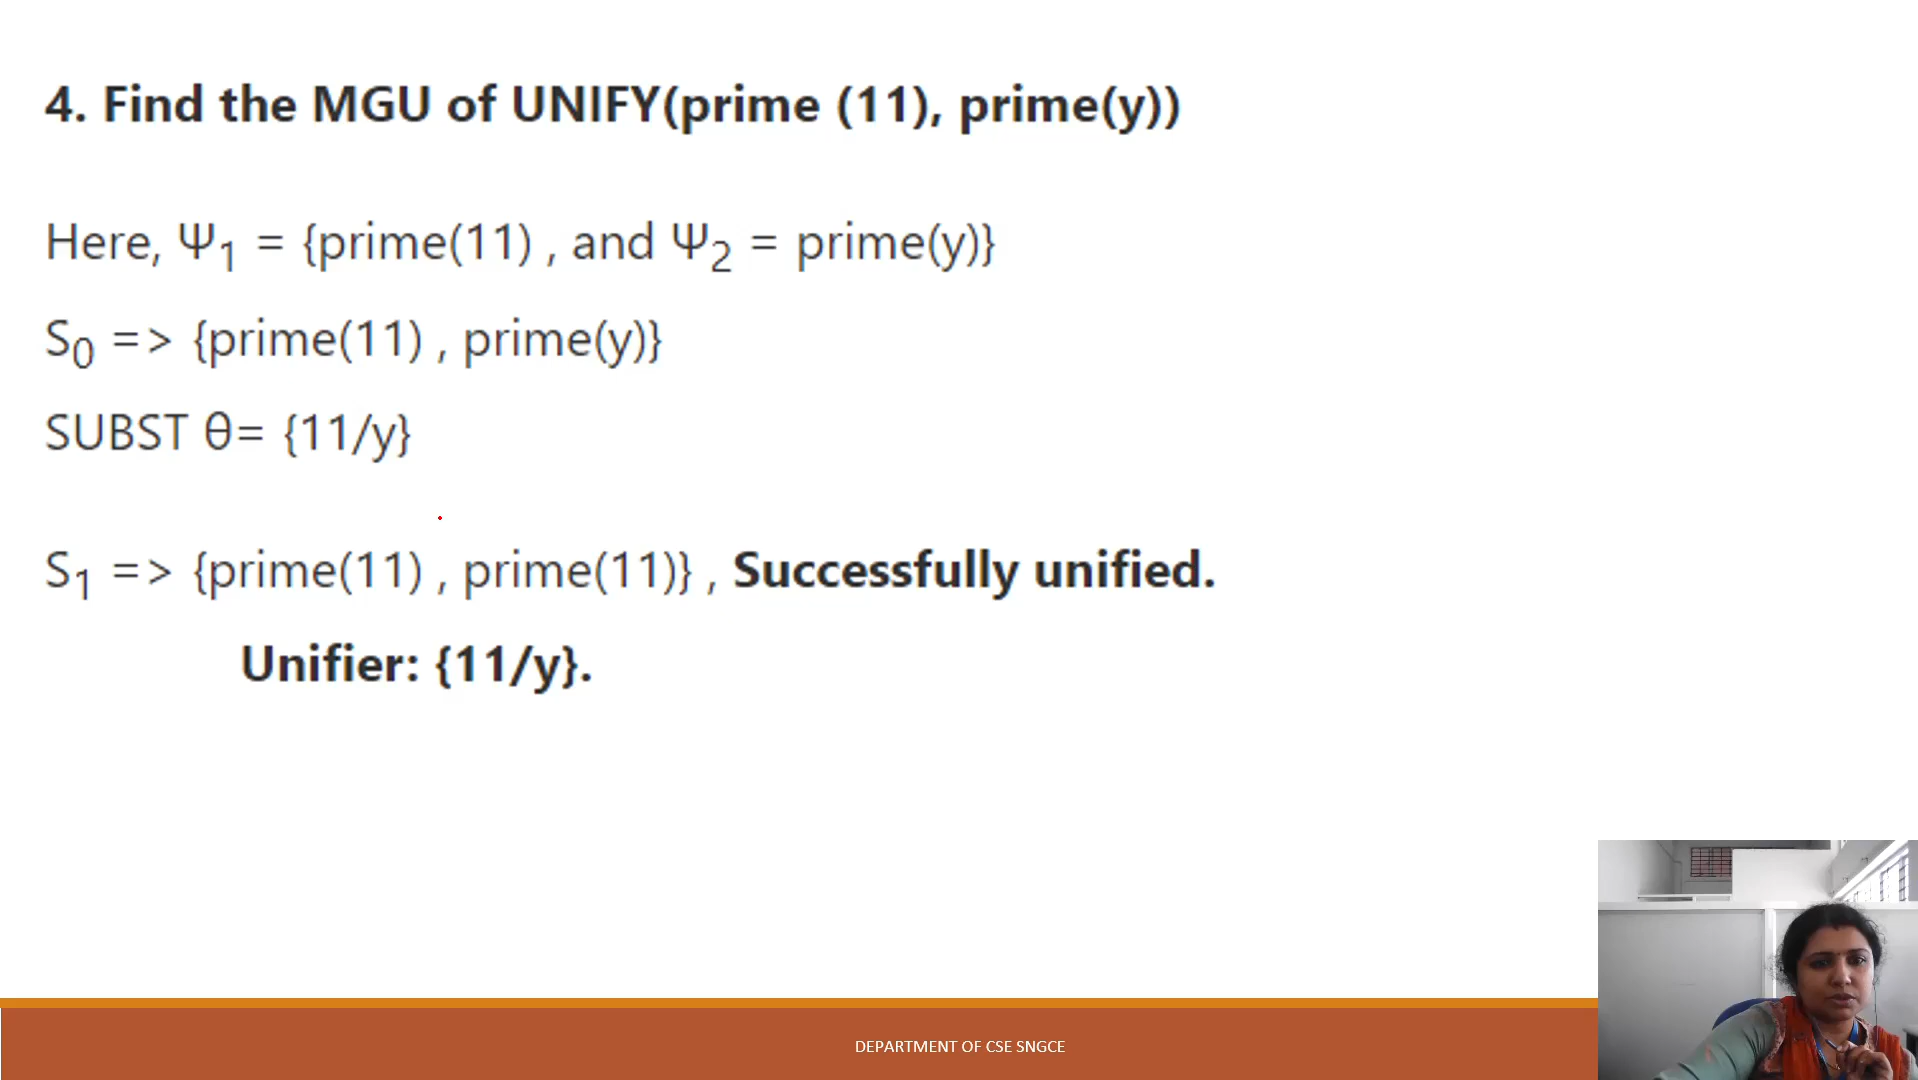 4. Find the MGU of UNIFY(prime (11), prime(y))
Here, Ψ₁ = {prime(11) , and Ψ₂ = prime(y)}
S₀ => {prime(11) , prime(y)}
SUBST θ= {11/y}
S₁ => {prime(11) , prime(11)} , Successfully unified.
Unifier: {11/y}.
DEPARTMENT OF CSE SNGCE